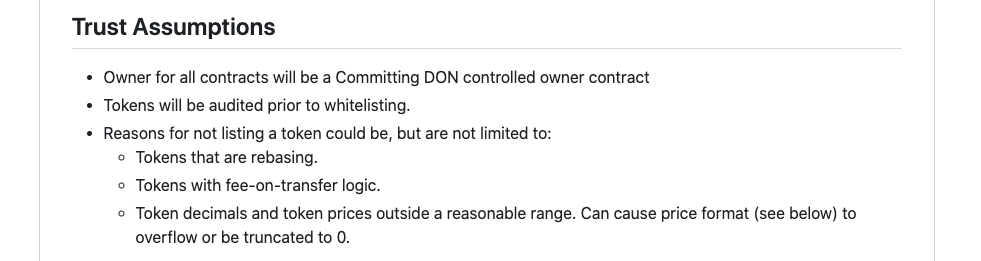 Trust Assumptions
Owner for all contracts will be a Committing DON controlled owner contract
Tokens will be audited prior to whitelisting.
Reasons for not listing a token could be, but are not limited to:
Tokens that are rebasing.
Tokens with fee-on-transfer logic.
Token decimals and token prices outside a reasonable range. Can cause price format (see below) to
overflow or be truncated to 0.